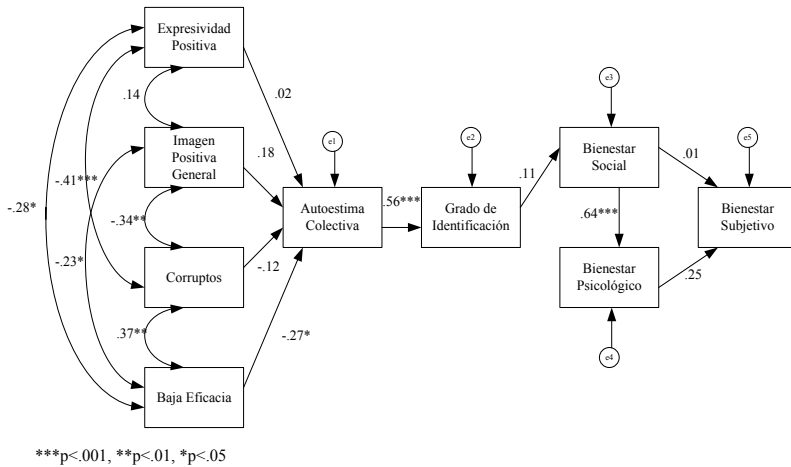 Expresividad
Positiva
e3
.14
.02
e1
e2
e5
Imagen
Positiva
General
.18
Bienestar
Social
.01
.11
-.41***
-.28*
-.34**
Autoestima
Colectiva
.56***
Grado de
Identificación
.64***
Bienestar
Subjetivo
-.23*
Corruptos
-.12
Bienestar
Psicológico
.25
.37**
-.27*
e4
Baja Eficacia
***p<.001, **p<.01, *p<.05